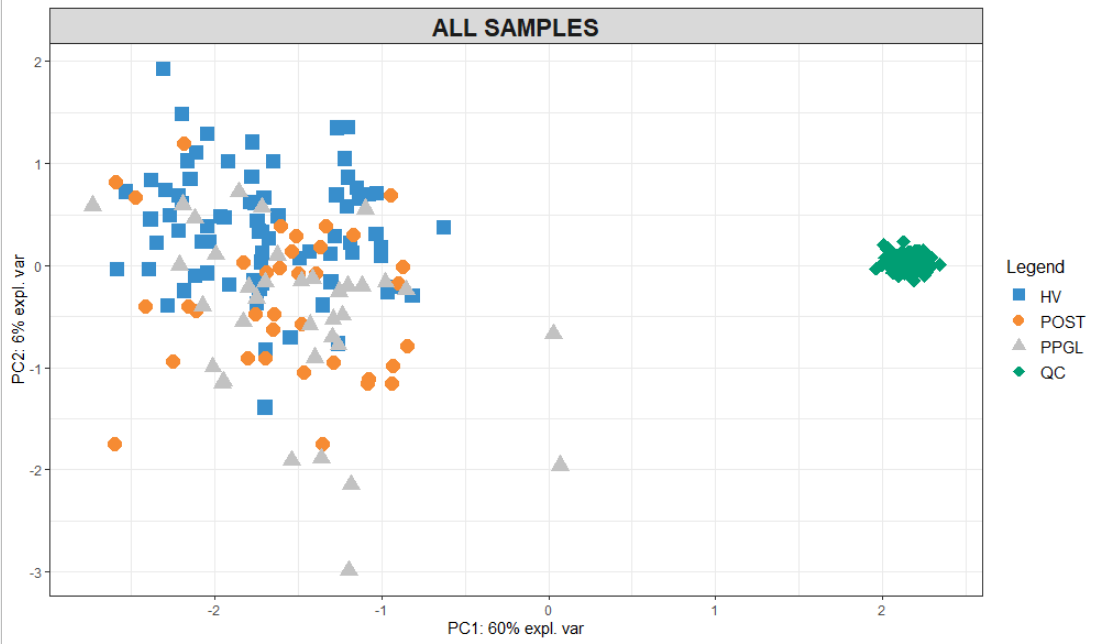 ALL SAMPLES
2
1
0
-1
-2
-3
PC2: 6% expl. var
-2
-1
0
1
2
PC1: 60% expl. var
Legend
HV
POST
PPGL
QC